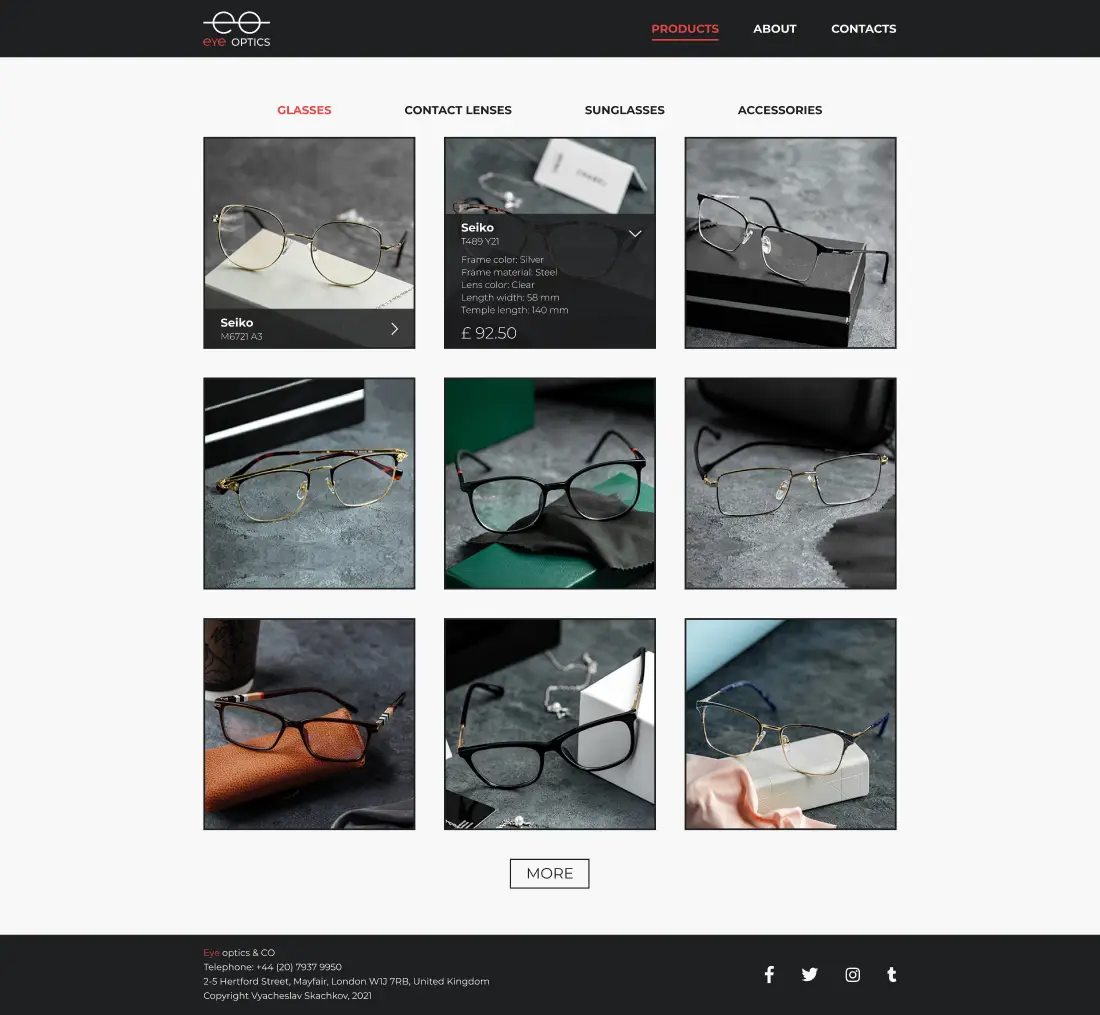 eye OPTICS
PRODUCTS
ABOUT
CONTACTS
GLASSES
CONTACT LENSES
SUNGLASSES
ACCESSORIES
Seiko
M6721 A3
CHANEL
Seiko
T489 Y21
Frame color: Silver
Frame material: Steel
Lens color: Clear
Length width: 58 mm
Temple length: 140 mm
£ 92.50
MORE
Eye optics & CO
Telephone: +44 (20) 7937 9950
2-5 Hertford Street, Mayfair, London W1J 7RB, United Kingdom
Copyright Vyacheslav Skachkov, 2021